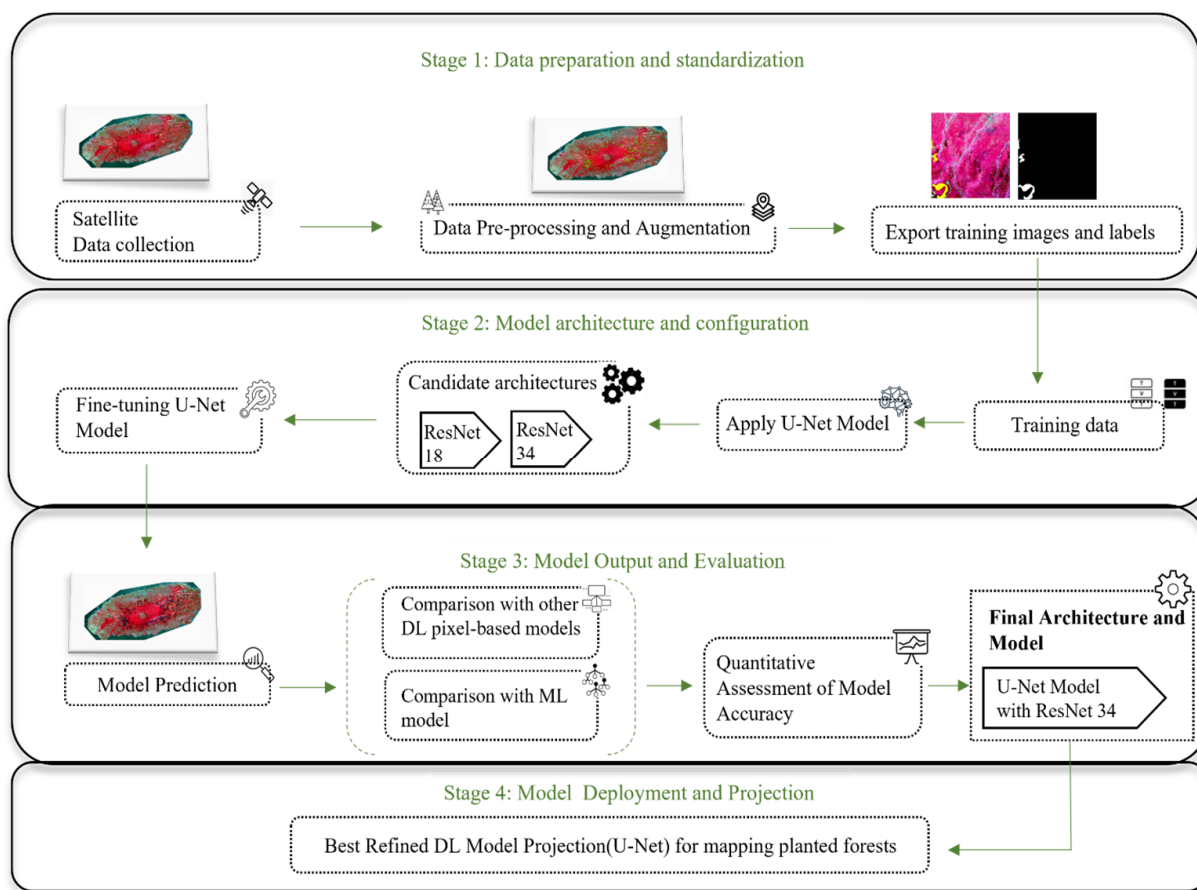 Stage 1: Data preparation and standardization
Satellite
Data collection
Data Pre-processing and Augmentation
Export training images and labels
Stage 2: Model architecture and configuration
Training data
T
V
T
T
V
T
Apply U-Net Model
Candidate architectures
ResNet
18
ResNet
34
Fine-tuning U-Net
Model
Stage 3: Model Output and Evaluation
Model Prediction
Comparison with other
DL pixel-based models
Comparison with ML
model
Quantitative
Assessment of Model
Accuracy
Final Architecture and
Model
U-Net Model
with ResNet 34
Stage 4: Model  Deployment and Projection
Best Refined DL Model Projection(U-Net) for mapping planted forests